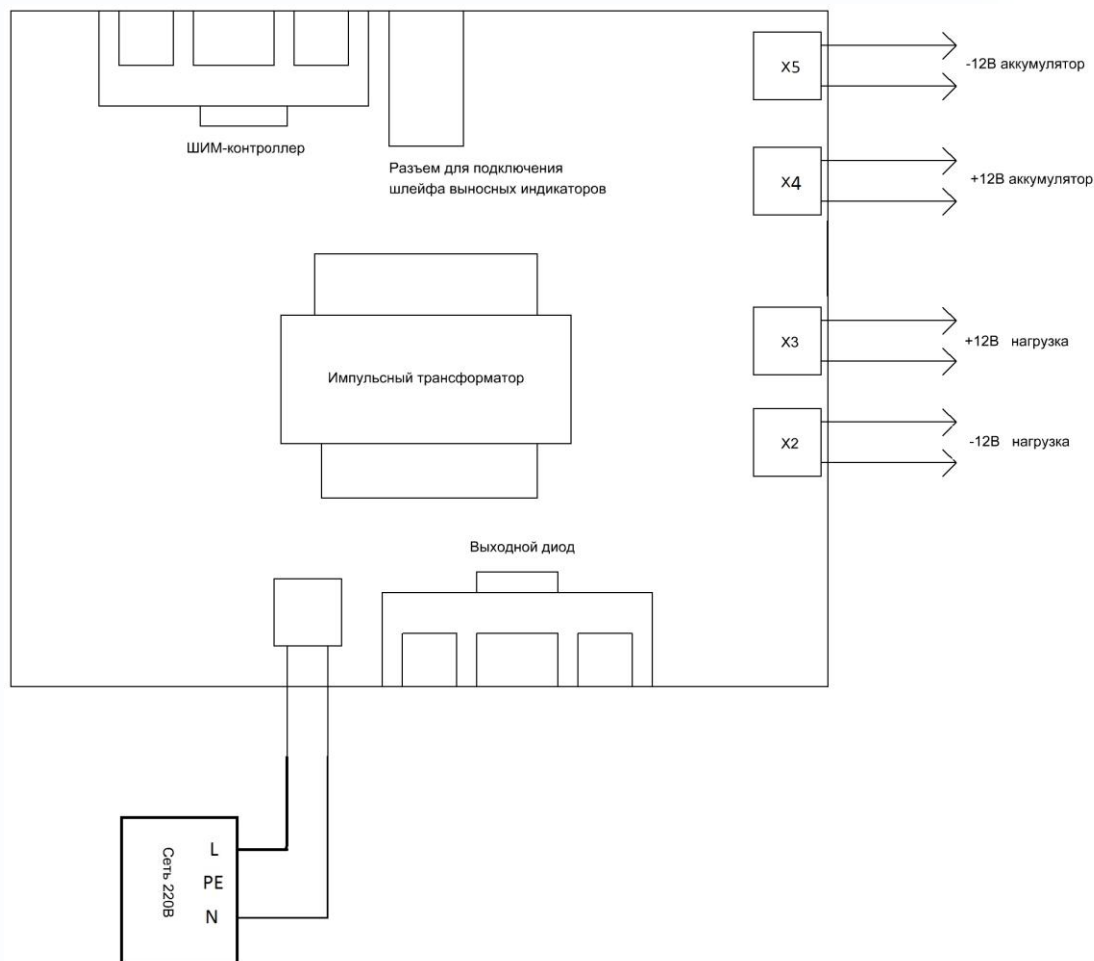 X5
-12В аккумулятор
ШИМ-контроллер
Разъем для подключения
шлейфа выносных индикаторов
X4
+12В аккумулятор
X3
+12В нагрузка
Импульсный трансформатор
X2
-12В нагрузка
Выходной диод
Сеть 220В
L
PE
N